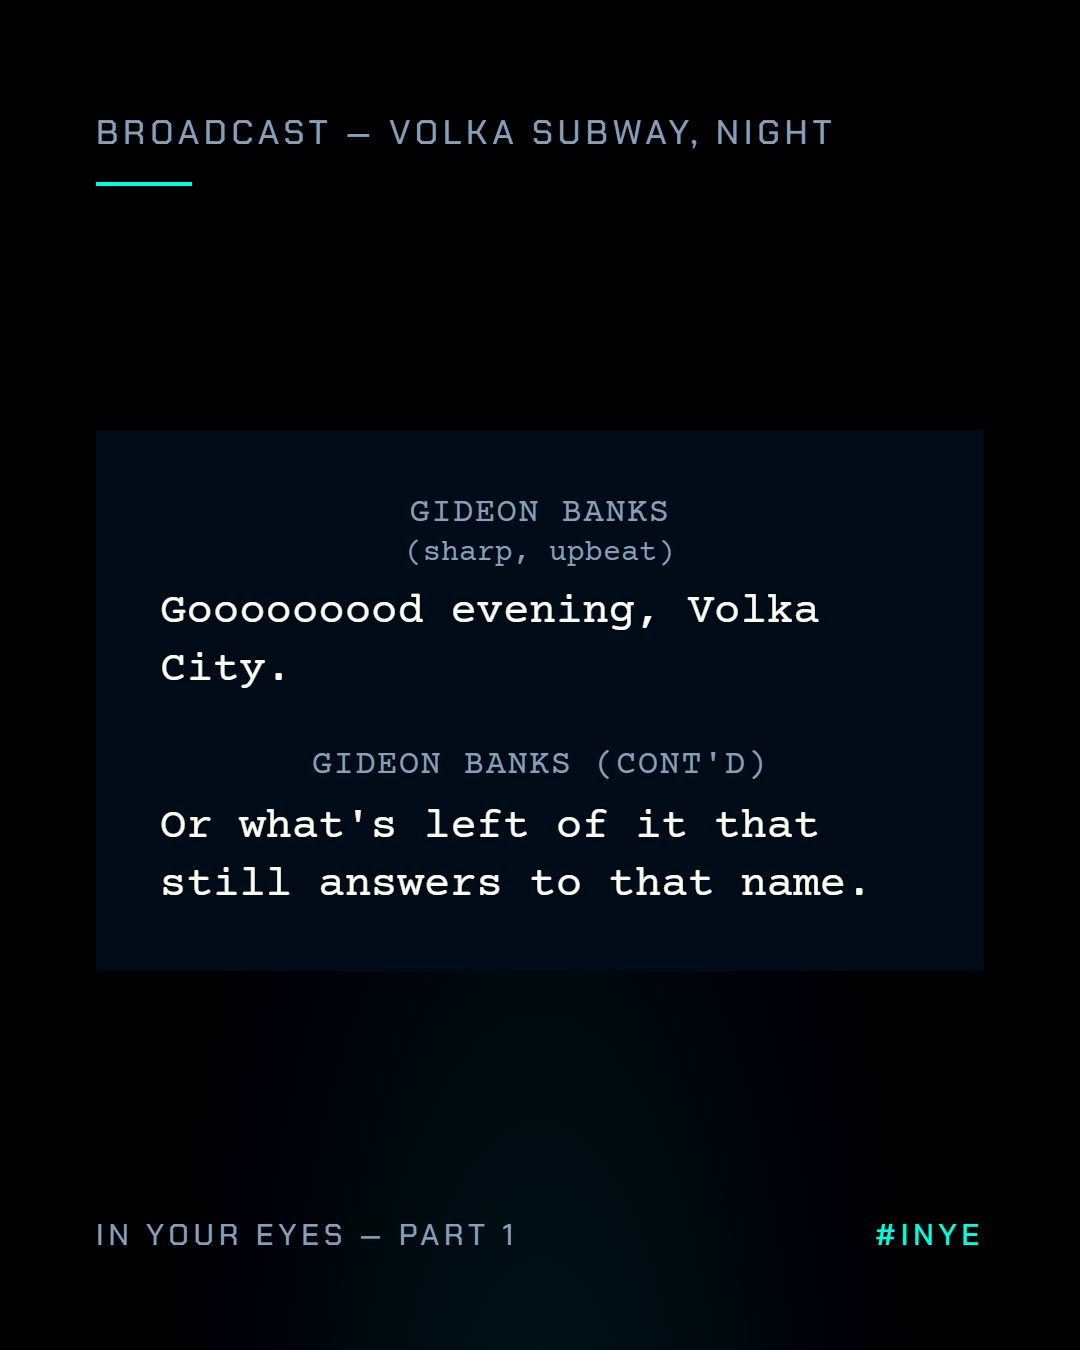 BROADCAST — VOLKA SUBWAY, NIGHT
GIDEON BANKS
(sharp, upbeat)
Gooooooood evening, Volka
City.
GIDEON BANKS (CONT'D)
Or what's left of it that
still answers to that name.
IN YOUR EYES — PART 1
#INYE